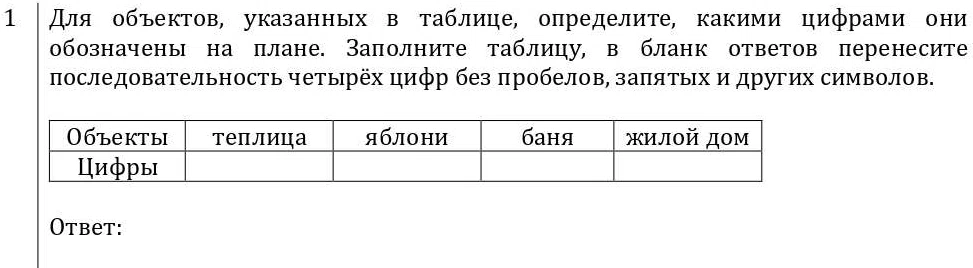 1 Для объектов, указанных в таблице, определите, какими цифрами они
обозначены на плане. Заполните таблицу, в бланк ответов перенесите
последовательность четырёх цифр без пробелов, запятых и других символов.
Объекты теплица яблони баня жилой дом
Цифры
Ответ: